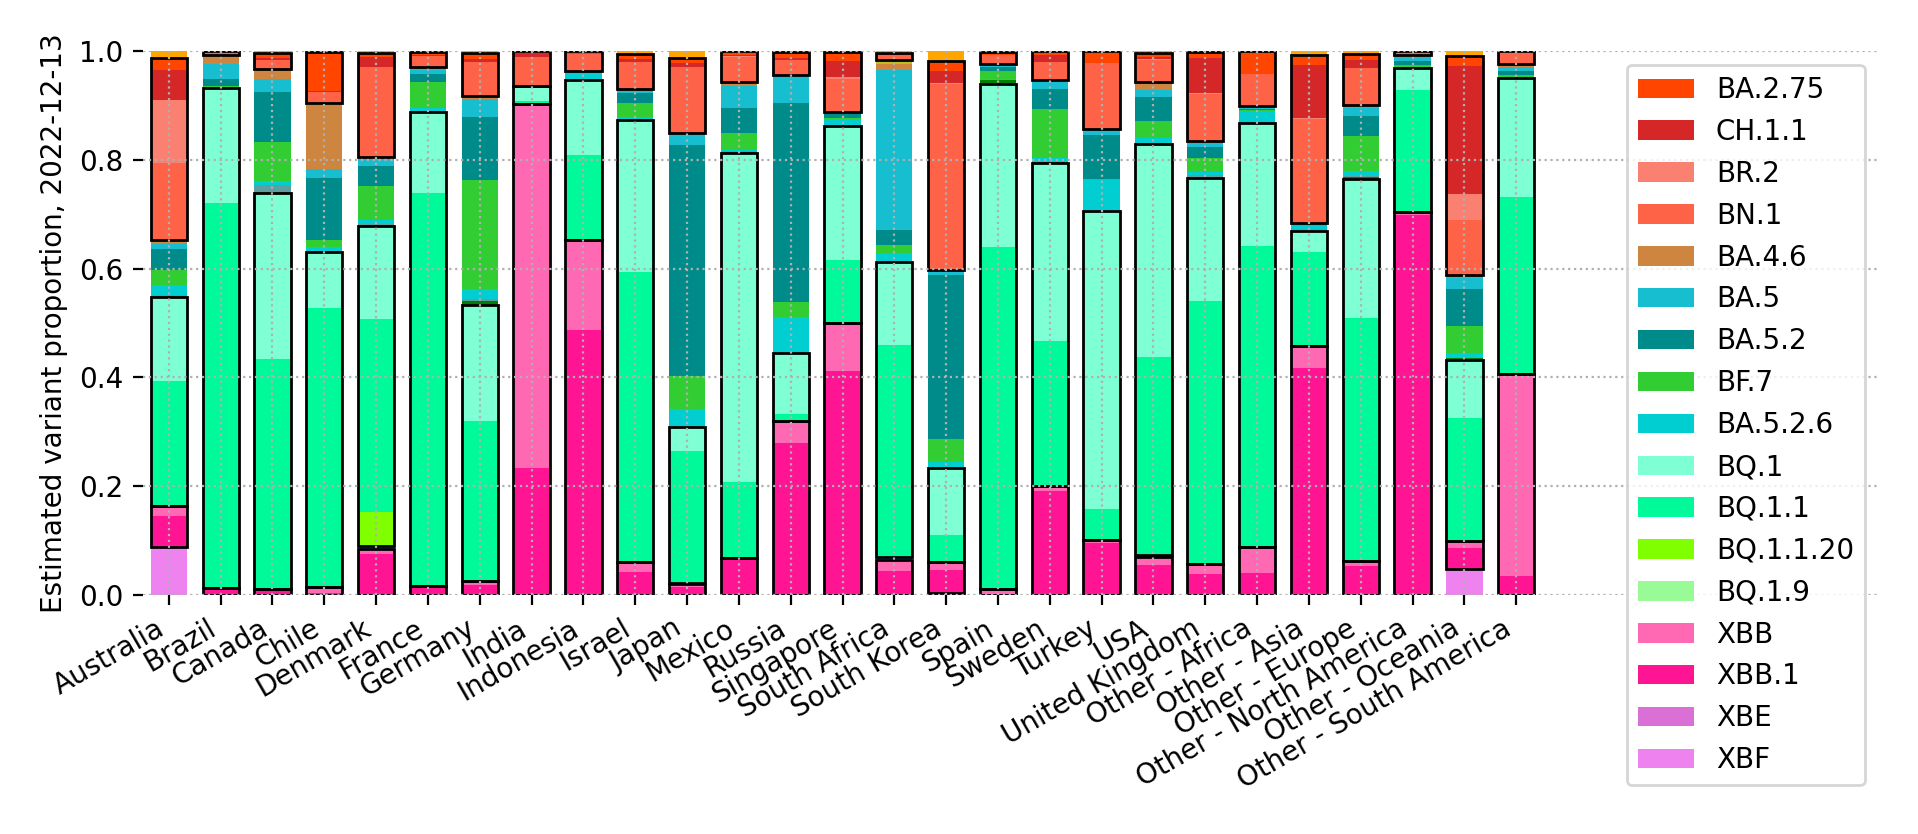 Estimated variant proportion, 2022-12-13
1.0
0.8
0.6
0.4
0.2
0.0
Australia
Brazil
Canada
Chile
Denmark
France
Germany
India
Indonesia
Israel
Japan
Mexico
Russia
Singapore
South Africa
South Korea
Spain
Sweden
Turkey
USA
United Kingdom
Other - Africa
Other - Asia
Other - Europe
Other - North America
Other - Oceania
Other - South America
BA.2.75
CH.1.1
BR.2
BN.1
BA.4.6
BA.5
BA.5.2
BF.7
BA.5.2.6
BQ.1
BQ.1.1
BQ.1.1.20
BQ.1.9
XBB
XBB.1
XBE
XBF